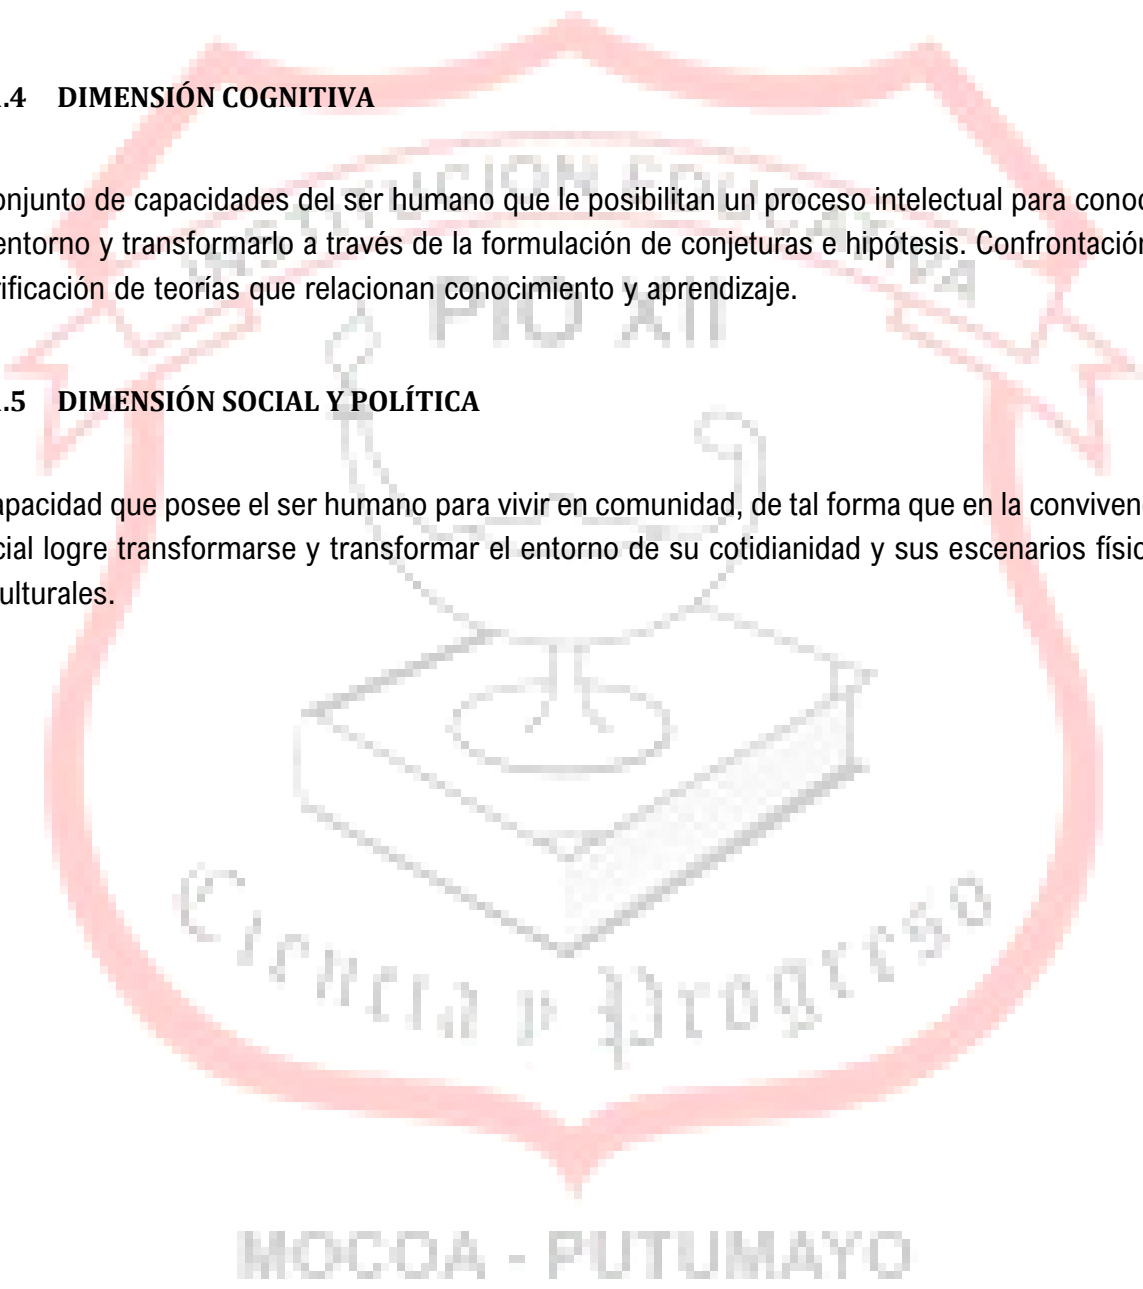 .4 DIMENSIÓN COGNITIVA
INSTITUCION EDUCATIVA
onjunto de capacidades del ser humano que le posibilitan un proceso intelectual para conoc
entorno y transformarlo a través de la formulación de conjeturas e hipótesis. Confrontación
rificación de teorías que relacionan conocimiento y aprendizaje.
PIO XII
.5 DIMENSIÓN SOCIAL Y POLÍTICA
apacidad que posee el ser humano para vivir en comunidad, de tal forma que en la conviven
cial logre transformarse y transformar el entorno de su cotidianidad y sus escenarios físic
ulturales.
Ciencia y Progreso
MOCOA - PUTUMAYO